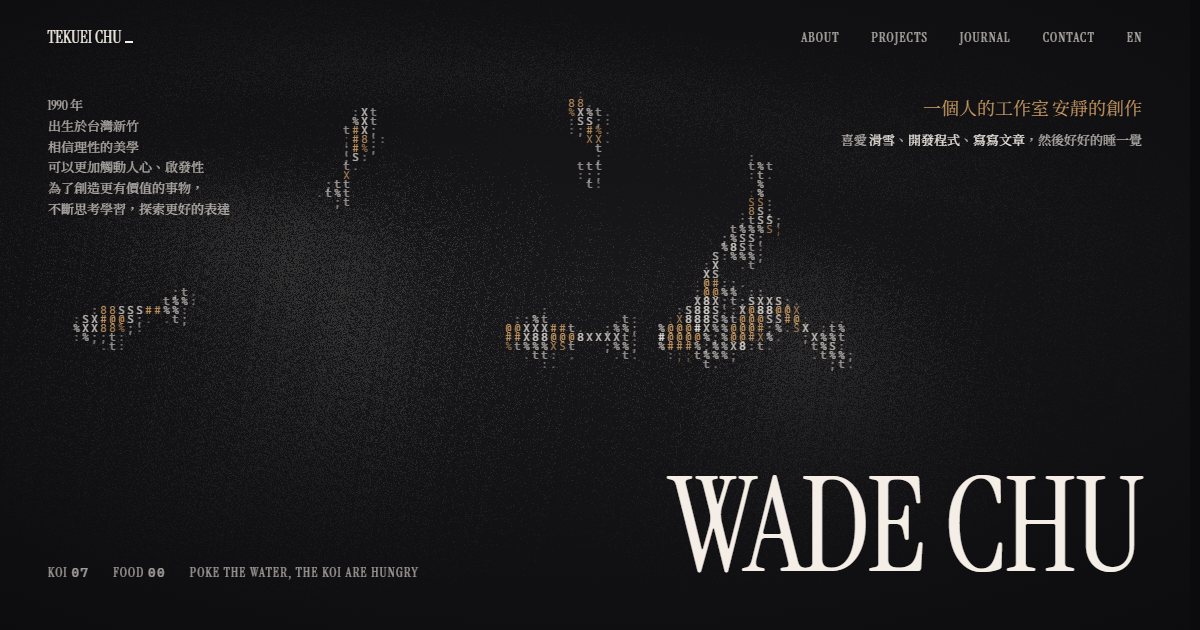 TEKUEI CHU _
ABOUT PROJECTS JOURNAL CONTACT EN
1990 年
出生於台灣新竹
相信理性的美學
可以更加觸動人心、啟發性
為了創造更有價值的事物，
不斷思考學習，探索更好的表達
一個人的工作室 安靜的創作
喜愛 滑雪、開發程式、寫寫文章，然後好好的睡一覺
WADE CHU
KOI 07 FOOD 00 POKE THE WATER, THE KOI ARE HUNGRY